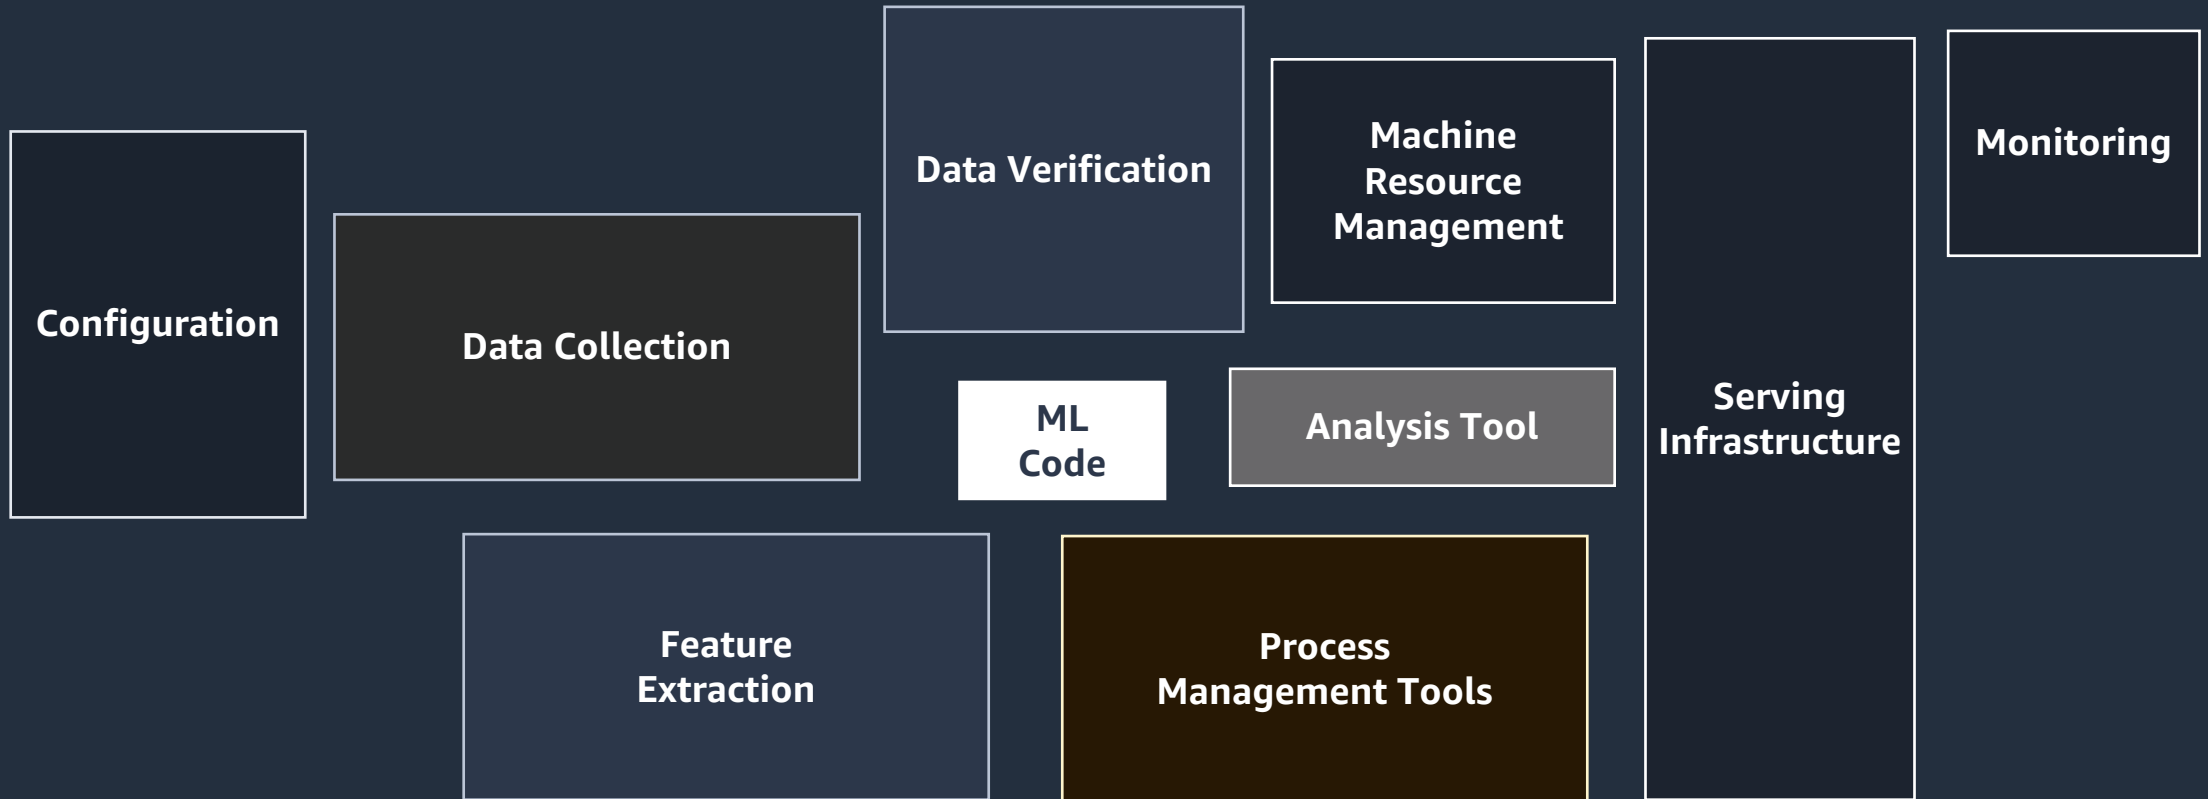 Configuration
Data Collection
Data Verification
Machine
Resource
Management
Monitoring
ML
Code
Analysis Tool
Serving
Infrastructure
Feature
Extraction
Process
Management Tools